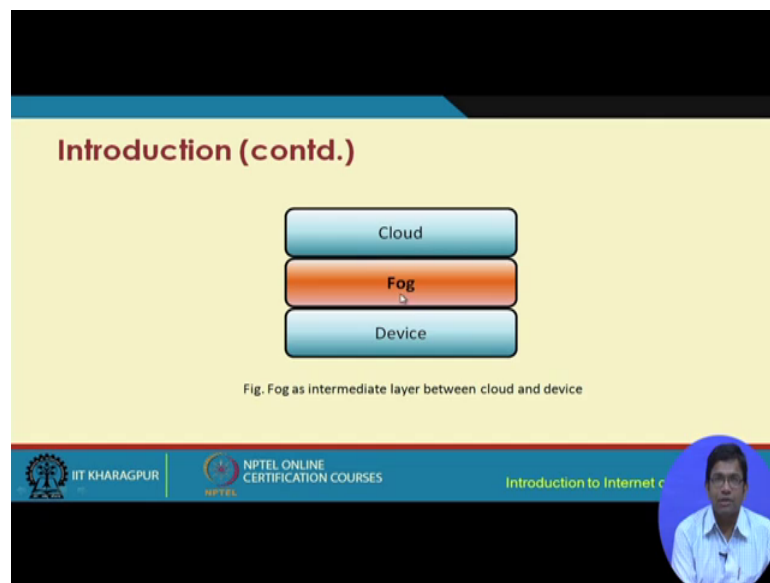 Introduction (contd.)
Cloud
Fog
Device
Fig. Fog as intermediate layer between cloud and device
IIT KHARAGPUR
NPTEL ONLINE
CERTIFICATION COURSES
NPTEL
Introduction to Internet